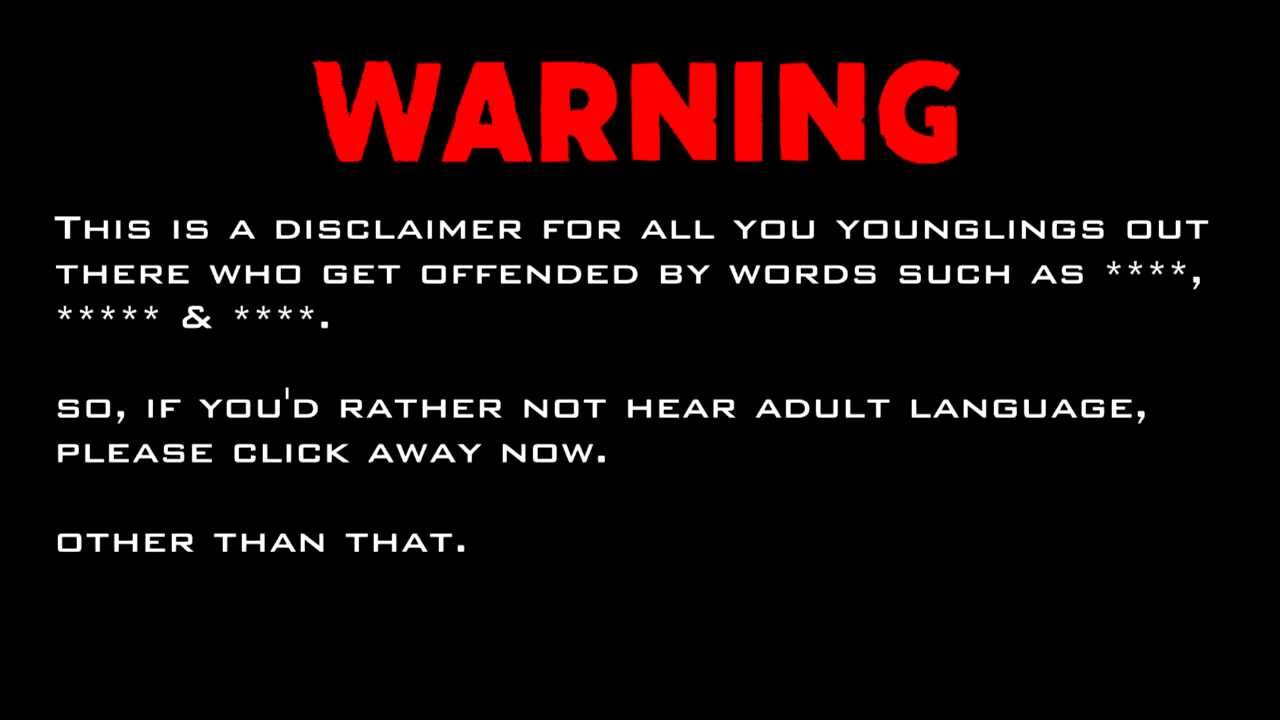 WARNING
THIS IS A DISCLAIMER FOR ALL YOU YOUNGLINGS OUT
THERE WHO GET OFFENDED BY WORDS SUCH AS ****,
***** & ****.
SO, IF YOU'D RATHER NOT HEAR ADULT LANGUAGE,
PLEASE CLICK AWAY NOW.
OTHER THAN THAT.